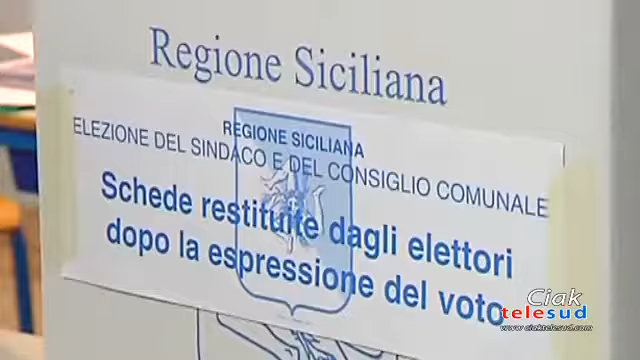 Regione Siciliana
REGIONE SICILIANA
ELEZIONE DEL SINDACO E DEL CONSIGLIO COMUNALE
Schede restituite dagli elettori
dopo la espressione del voto
Ciak
telesud
www.ciaktelesud.com